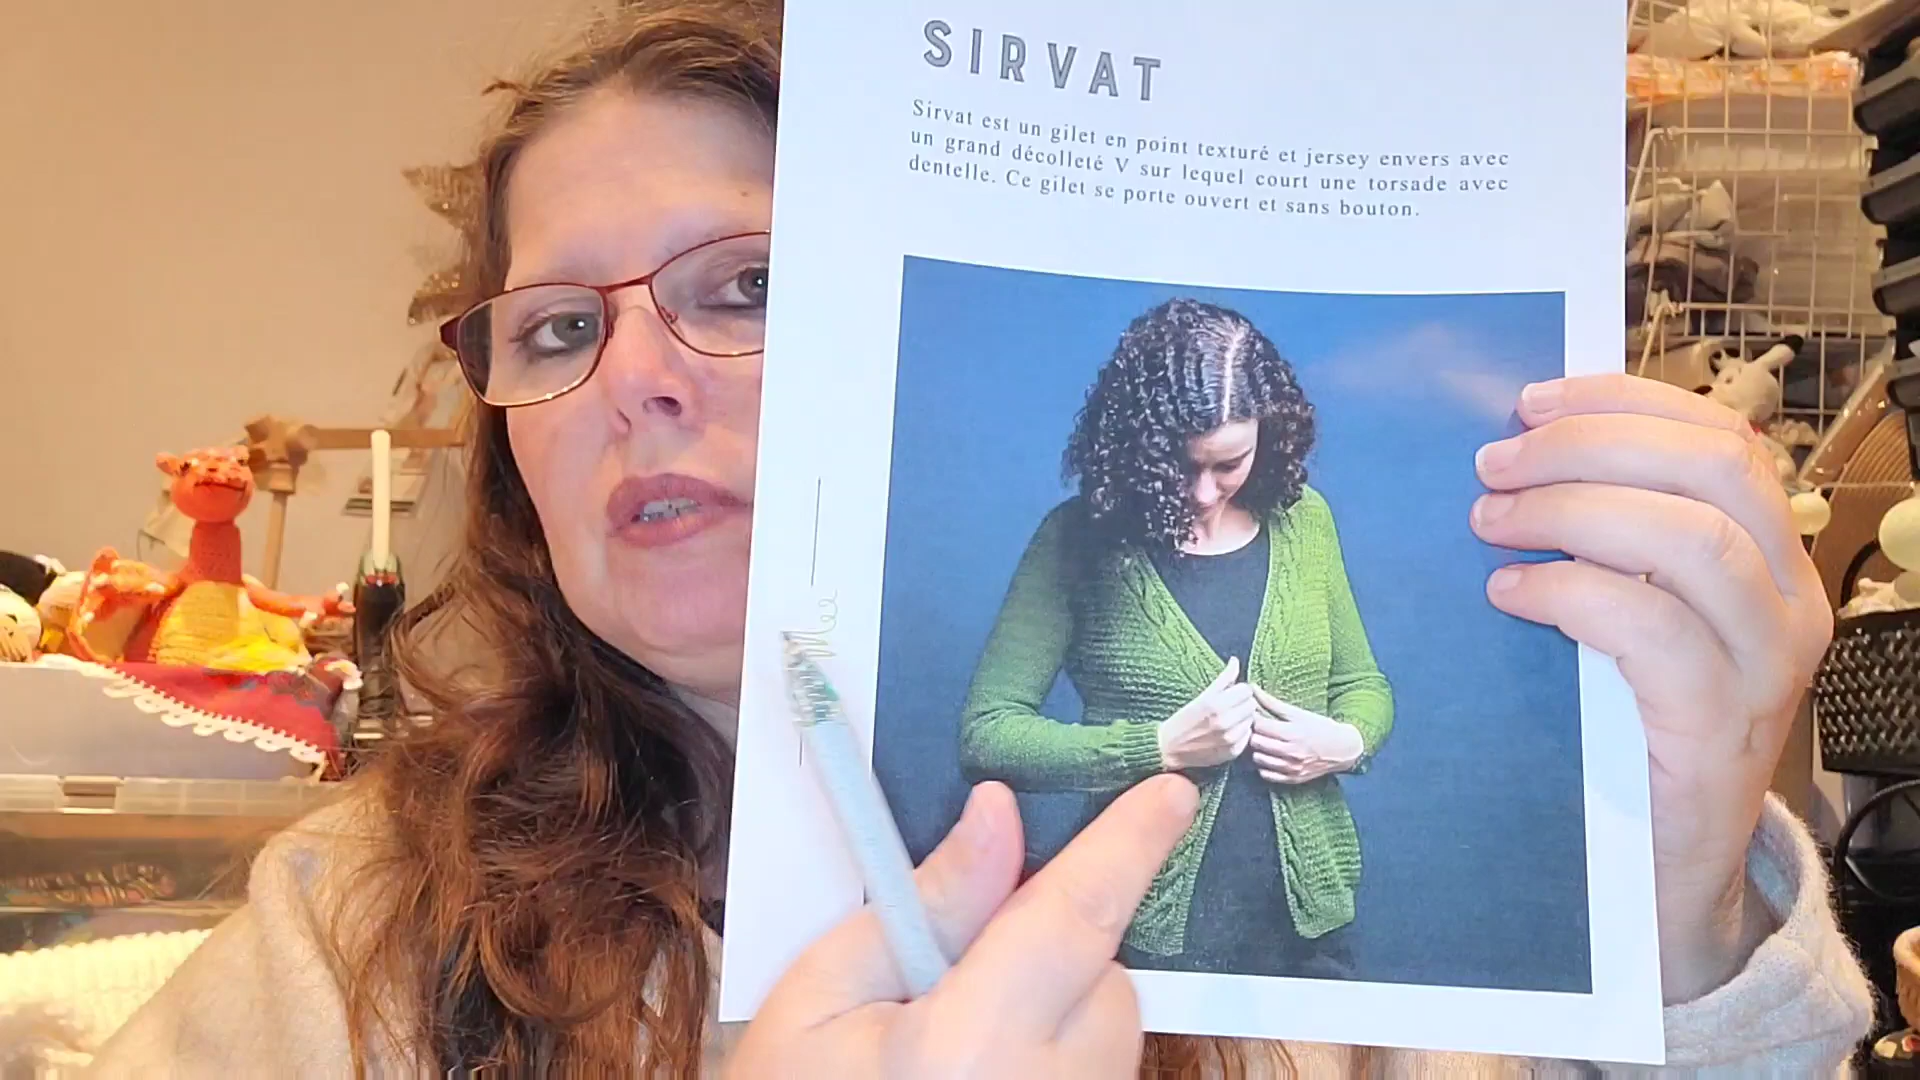 SIRVAT
Sirvat est un gilet en point texturé et jersey envers avec
un grand décolleté V sur lequel court une torsade avec
dentelle. Ce gilet se porte ouvert et sans bouton.